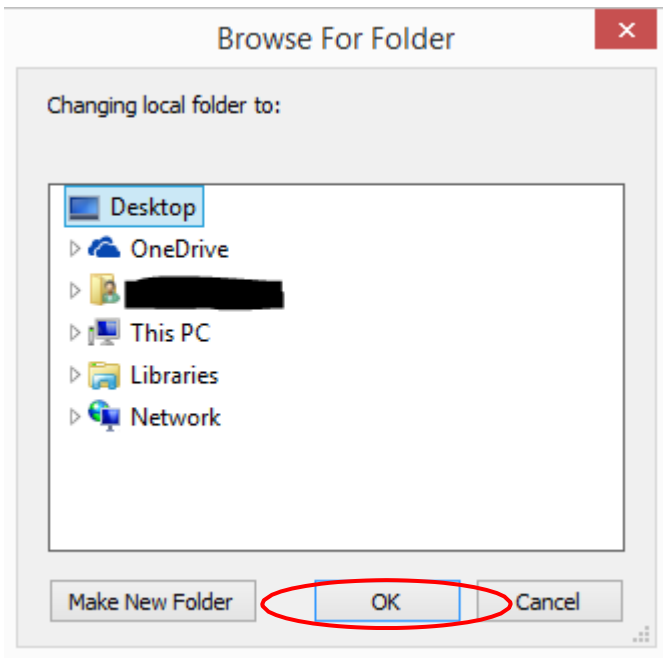 Browse For Folder
Changing local folder to:
Desktop
OneDrive
This PC
Libraries
Network
Make New Folder OK Cancel